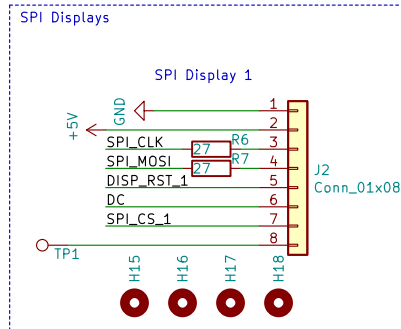 SPI Displays
SPI Display 1
GND
1
+5V
2
SPI_CLK
27
R6
3
SPI_MOSI
27
R7
4
DISP_RST_1
5
DC
6
SPI_CS_1
7
TP1
8
J2
Conn_01x08
H15
H16
H17
H18